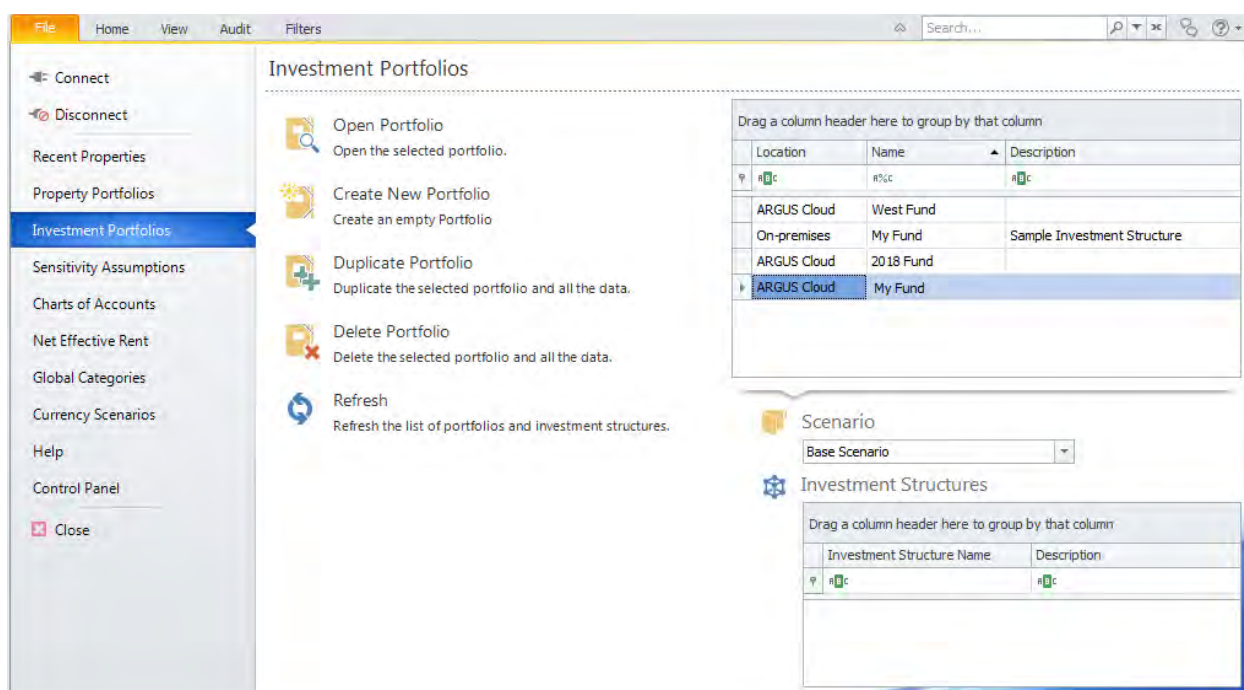 File Home View Audit Filters Search...
Connect
Disconnect
Recent Properties
Property Portfolios
Investment Portfolios
Sensitivity Assumptions
Charts of Accounts
Net Effective Rent
Global Categories
Currency Scenarios
Help
Control Panel
Close
Investment Portfolios
Open Portfolio
Open the selected portfolio.
Create New Portfolio
Create an empty Portfolio
Duplicate Portfolio
Duplicate the selected portfolio and all the data.
Delete Portfolio
Delete the selected portfolio and all the data.
Refresh
Refresh the list of portfolios and investment structures.
Drag a column header here to group by that column
Location Name Description
ABC A%C ABC
ARGUS Cloud West Fund
On-premises My Fund Sample Investment Structure
ARGUS Cloud 2018 Fund
ARGUS Cloud My Fund
Scenario
Base Scenario
Investment Structures
Drag a column header here to group by that column
Investment Structure Name Description
ABC ABC